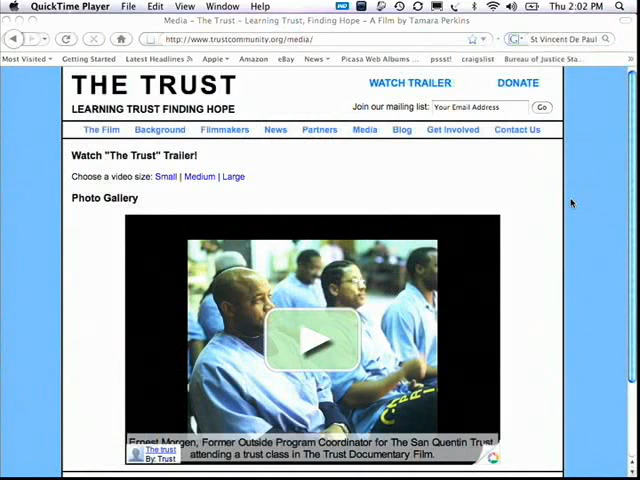 QuickTime Player File Edit View Window Help Thu 2:02 PM
Media - The Trust - Learning Trust, Finding Hope - A Film by Tamara Perkins
http://www.trustcommunity.org/media/ St Vincent De Paul
Most Visited Getting Started Latest Headlines Apple Amazon eBay News Picasa Web Albums ... pssst! craigslist Bureau of Justice Sta...
THE TRUST
WATCH TRAILER DONATE
LEARNING TRUST FINDING HOPE
Join our mailing list: Your Email Address Go
The Film Background Filmmakers News Partners Media Blog Get Involved Contact Us
Watch "The Trust" Trailer!
Choose a video size: Small | Medium | Large
Photo Gallery
Ernest Morgen, Former Outside Program Coordinator for The San Quentin Trust
attending a trust class in The Trust Documentary Film.
The trust
By: Trust